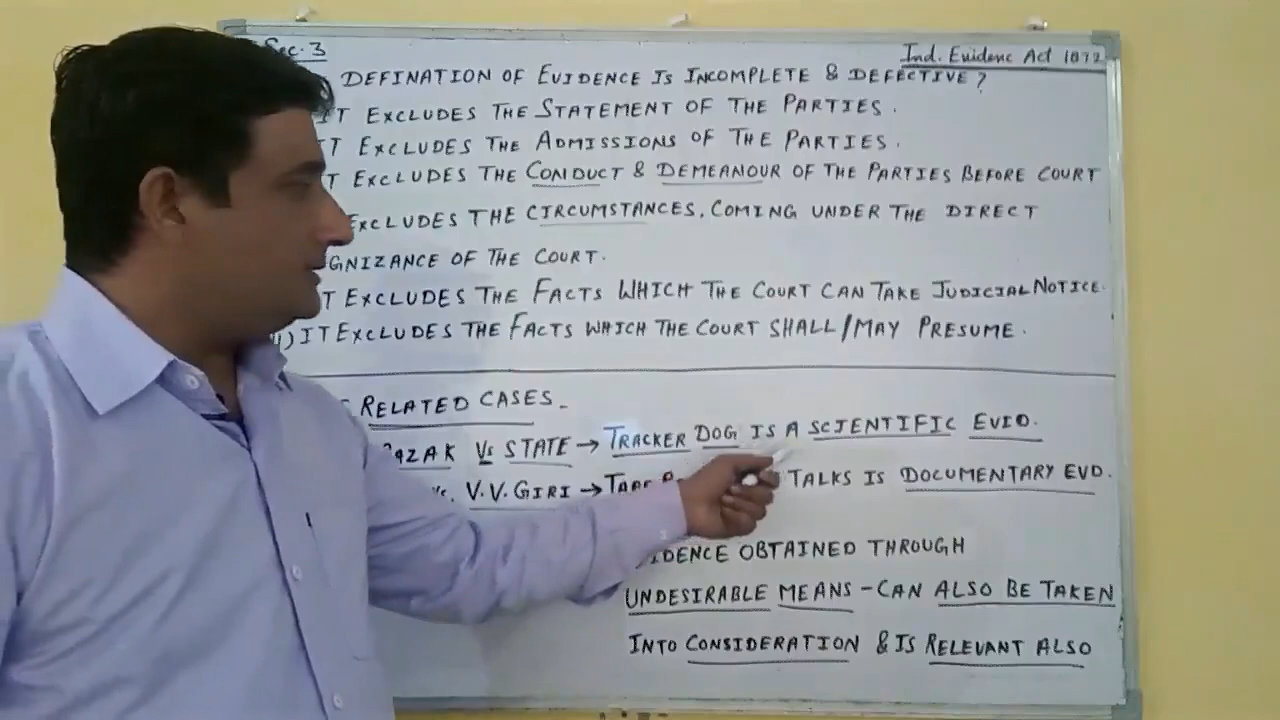 Sec. 3
Ind. Evidenc Act 1872
DEFINATION OF EVIDENCE IS INCOMPLETE & DEFECTIVE?
IT EXCLUDES THE STATEMENT OF THE PARTIES.
T EXCLUDES THE ADMISSIONS OF THE PARTIES.
T EXCLUDES THE CONDUCT & DEMEANOUR OF THE PARTIES BEFORE COURT
EXCLUDES THE CIRCUMSTANCES, COMING UNDER THE DIRECT
GNIZANCE OF THE COURT.
T EXCLUDES THE FACTS WHICH THE COURT CAN TAKE JUDICIAL NOTICE.
) IT EXCLUDES THE FACTS WHICH THE COURT SHALL/MAY PRESUME.
RELATED CASES_
AZAK Vs STATE → TRACKER DOG IS A SCIENTIFIC EVID.
Vs. V.V. GIRI → TALKS IS DOCUMENTARY EVD.
IDENCE OBTAINED THROUGH
UNDESIRABLE MEANS - CAN ALSO BE TAKEN
INTO CONSIDERATION & IS RELEVANT ALSO